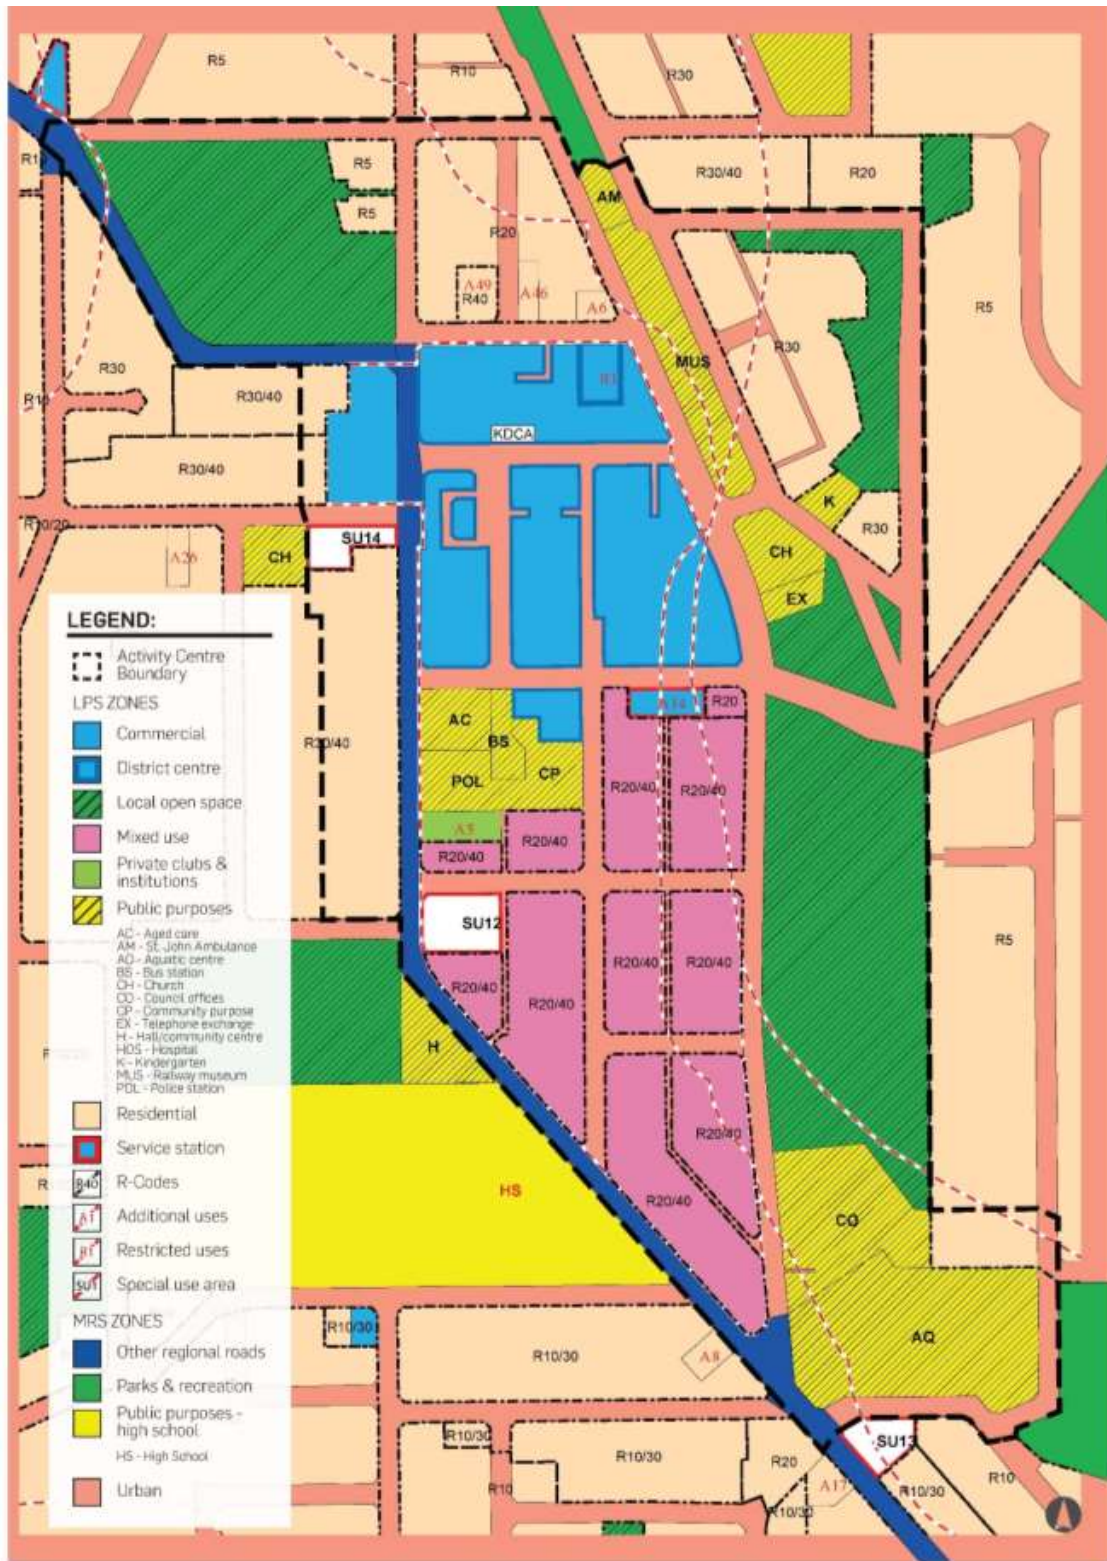 R5
R10
R30
R5
R30/40
R20
R5
AM
R20
A49
R40
A46
A6
R5
R30
R30
MUS
R30/40
KDCA
R30/40
K
R30
R10/20
A26
CH
SU14
CH
EX
LEGEND:
Activity Centre
Boundary
LPS ZONES
Commercial
District centre
Local open space
Mixed use
Private clubs &
institutions
Public purposes
AC - Aged care
AM - St. John Ambulance
AQ - Aquatic centre
BS - Bus station
CH - Church
CO - Council offices
CP - Community purpose
EX - Telephone exchange
H - Hall/community centre
HOS - Hospital
K - Kindergarten
MUS - Railway museum
POL - Police station
Residential
Service station
R40
R-Codes
A1
Additional uses
R1
Restricted uses
SU1
Special use area
MRS ZONES
Other regional roads
Parks & recreation
Public purposes -
high school
HS - High School
Urban
R30/40
AC
BS
POL
CP
A14
R20
R20/40
R20/40
A5
R20/40
R20/40
SU12
R20/40
R20/40
R20/40
R20/40
R5
H
R20/40
HS
R20/40
CO
AQ
R10/30
R10/30
A8
R10/30
R10/30
R20
SU13
R10
R10
A17
R10/30
R10/30